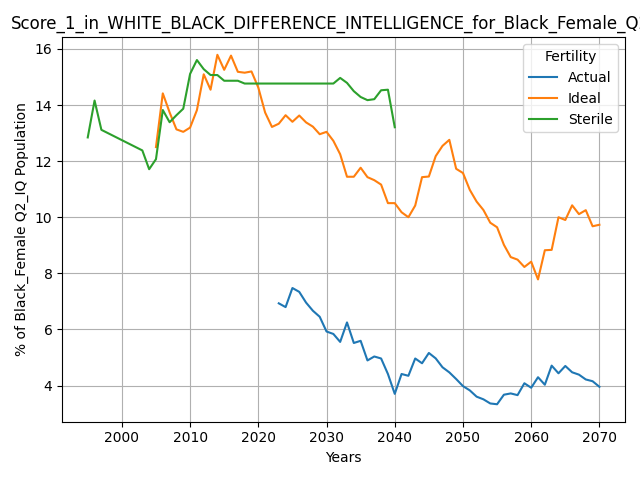 Score_1_in_WHITE_BLACK_DIFFERENCE_INTELLIGENCE_for_Black_Female_Q
% of Black_Female Q2_IQ Population
16
14
12
10
8
6
4
Fertility
Actual
Ideal
Sterile
2000 2010 2020 2030 2040 2050 2060 2070
Years